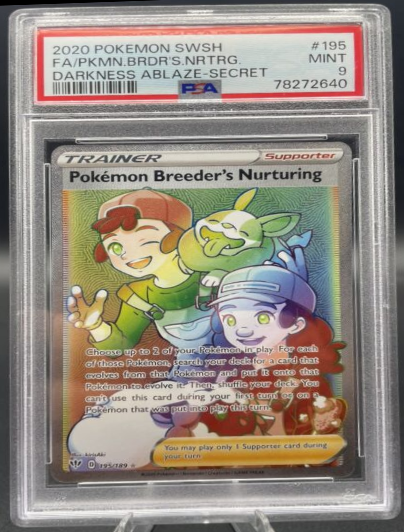 2020 POKEMON SWSH #195
FA/PKMN.BRDR'S.NRTRG. MINT
DARKNESS ABLAZE-SECRET 9
PSA 78272640
TRAINER Supporter
Pokémon Breeder's Nurturing
Choose up to 2 of your Pokémon in play. For each
of those Pokémon, search your deck for a card that
evolves from that Pokémon and put it onto that
Pokémon to evolve it. Then, shuffle your deck. You
can't use this card during your first turn or on a
Pokémon that was put into play this turn.
You may play only 1 Supporter card during
your turn.
D 195/189